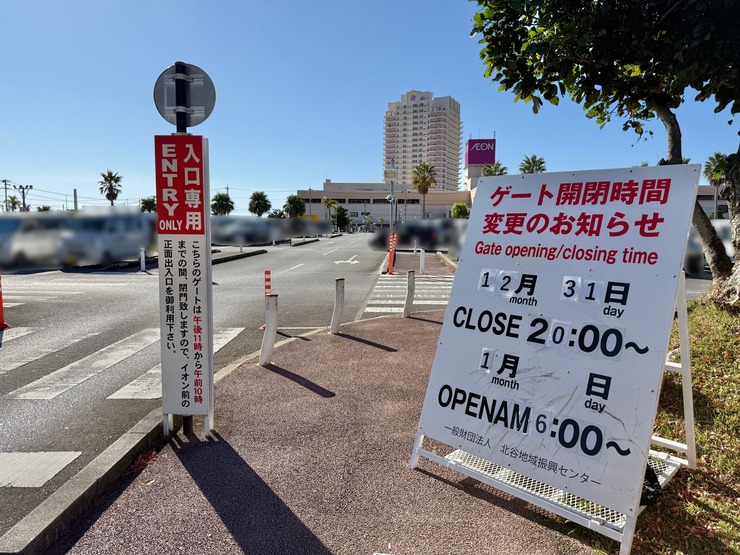 入口専用
ENTRY
ONLY
こちらのゲートは午後11時から午前10時
までの間、閉門致しますので、イオン前の
正面出入口を御利用下さい。
ÆON
ゲート開閉時間
変更のお知らせ
Gate opening/closing time
12月 31日
month day
CLOSE 20:00~
1月 日
month day
OPENAM 6:00~
一般財団法人 北谷地域振興センター